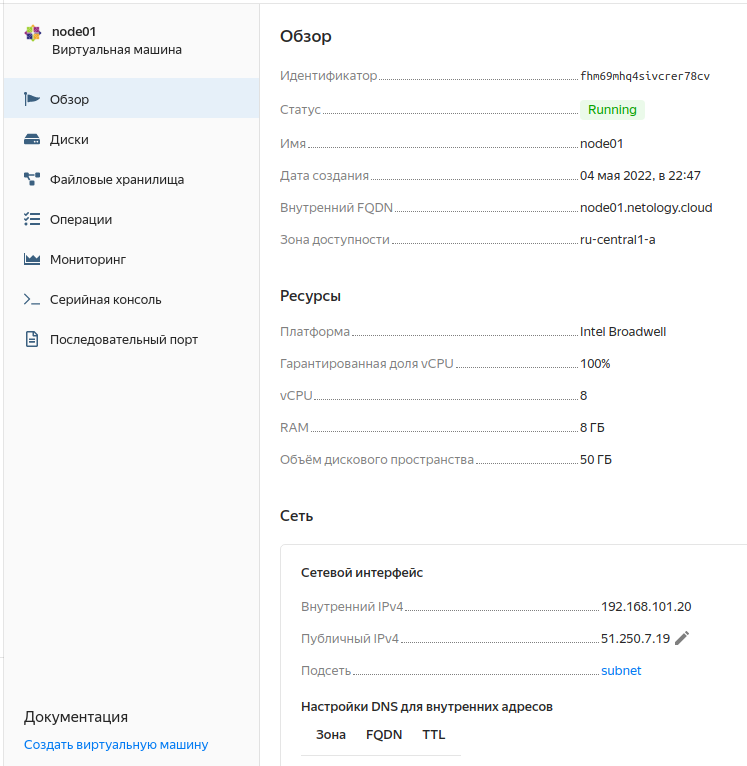 node01
Виртуальная машина
Обзор
Диски
Файловые хранилища
Операции
Мониторинг
Серийная консоль
Последовательный порт
Документация
Создать виртуальную машину
Обзор
Идентификатор fhm69mhq4sivcrer78cv
Статус Running
Имя node01
Дата создания 04 мая 2022, в 22:47
Внутренний FQDN node01.netology.cloud
Зона доступности ru-central1-a
Ресурсы
Платформа Intel Broadwell
Гарантированная доля vCPU 100%
vCPU 8
RAM 8 ГБ
Объём дискового пространства 50 ГБ
Сеть
Сетевой интерфейс
Внутренний IPv4 192.168.101.20
Публичный IPv4 51.250.7.19
Подсеть subnet
Настройки DNS для внутренних адресов
Зона FQDN TTL